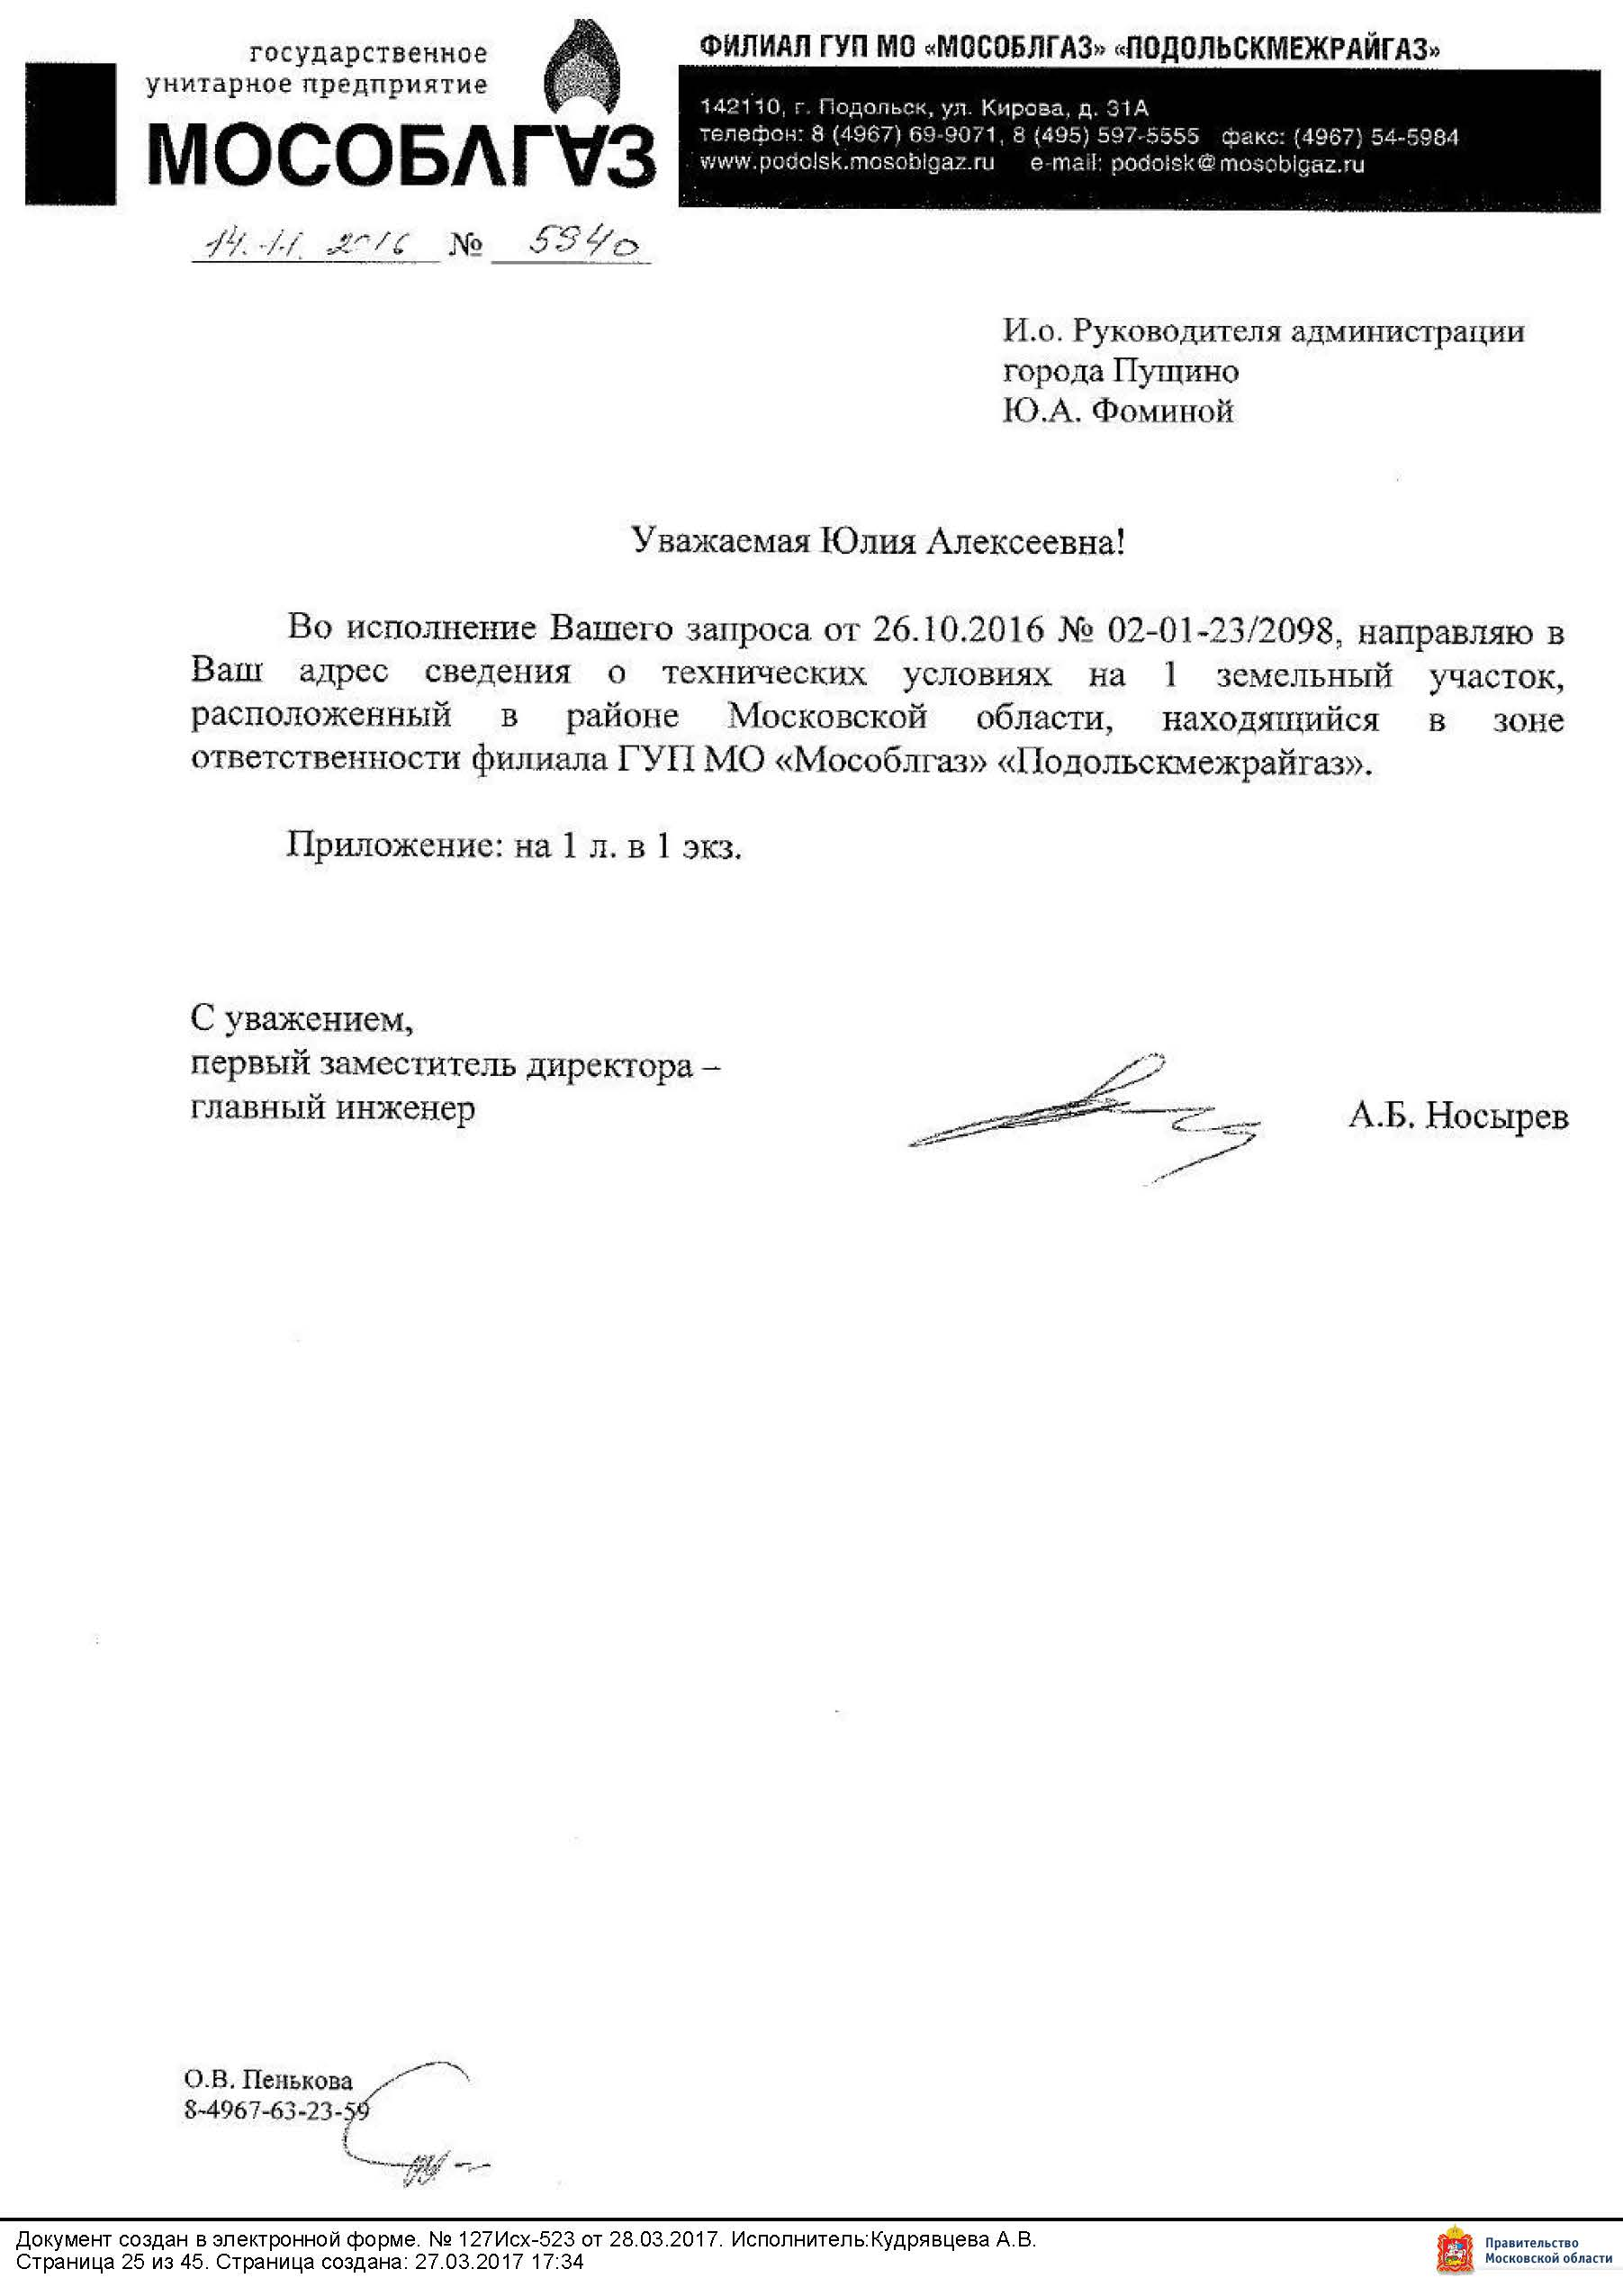 государственное
унитарное предприятие
МОСОБЛГАЗ
ФИЛИАЛ ГУП МО «МОСОБЛГАЗ» «ПОДОЛЬСКМЕЖРАЙГАЗ»
142110, г. Подольск, ул. Кирова, д. 31А
телефон: 8 (4967) 69-9071, 8 (495) 597-5555 факс: (4967) 54-5984
www.podolsk.mosoblgaz.ru e-mail: podolsk@mosoblgaz.ru
14.11.2016 № 5940
И.о. Руководителя администрации
города Пущино
Ю.А. Фоминой
Уважаемая Юлия Алексеевна!
Во исполнение Вашего запроса от 26.10.2016 № 02-01-23/2098, направляю в
Ваш адрес сведения о технических условиях на 1 земельный участок,
расположенный в районе Московской области, находящийся в зоне
ответственности филиала ГУП МО «Мособлгаз» «Подольскмежрайгаз».
Приложение: на 1 л. в 1 экз.
С уважением,
первый заместитель директора –
главный инженер
А.Б. Носырев
О.В. Пенькова
8-4967-63-23-59
Документ создан в электронной форме. № 127Исх-523 от 28.03.2017. Исполнитель:Кудрявцева А.В.
Страница 25 из 45. Страница создана: 27.03.2017 17:34
Правительство
Московской области